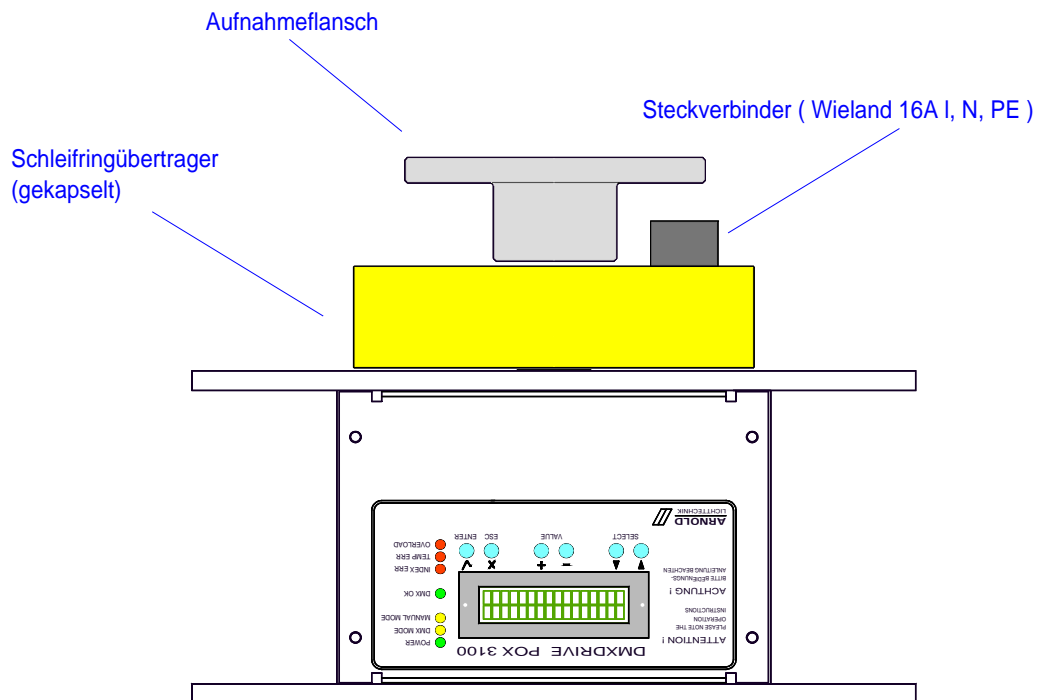 Aufnahmeflansch
Steckverbinder ( Wieland 16A l, N, PE )
Schleifringübertrager
(gekapselt)
DMXDRIVE POX 3100
ATTENTION !
PLEASE NOTE THE
OPERATION
INSTRUCTIONS
ACHTUNG !
BITTE BEDIENUNGS-
ANLEITUNG BEACHTEN
SELECT VALUE ESC ENTER
POWER
DMX MODE
MANUAL MODE
DMX OK
INDEX ERR
TEMP ERR
OVERLOAD
ARNOLD
LICHTTECHNIK